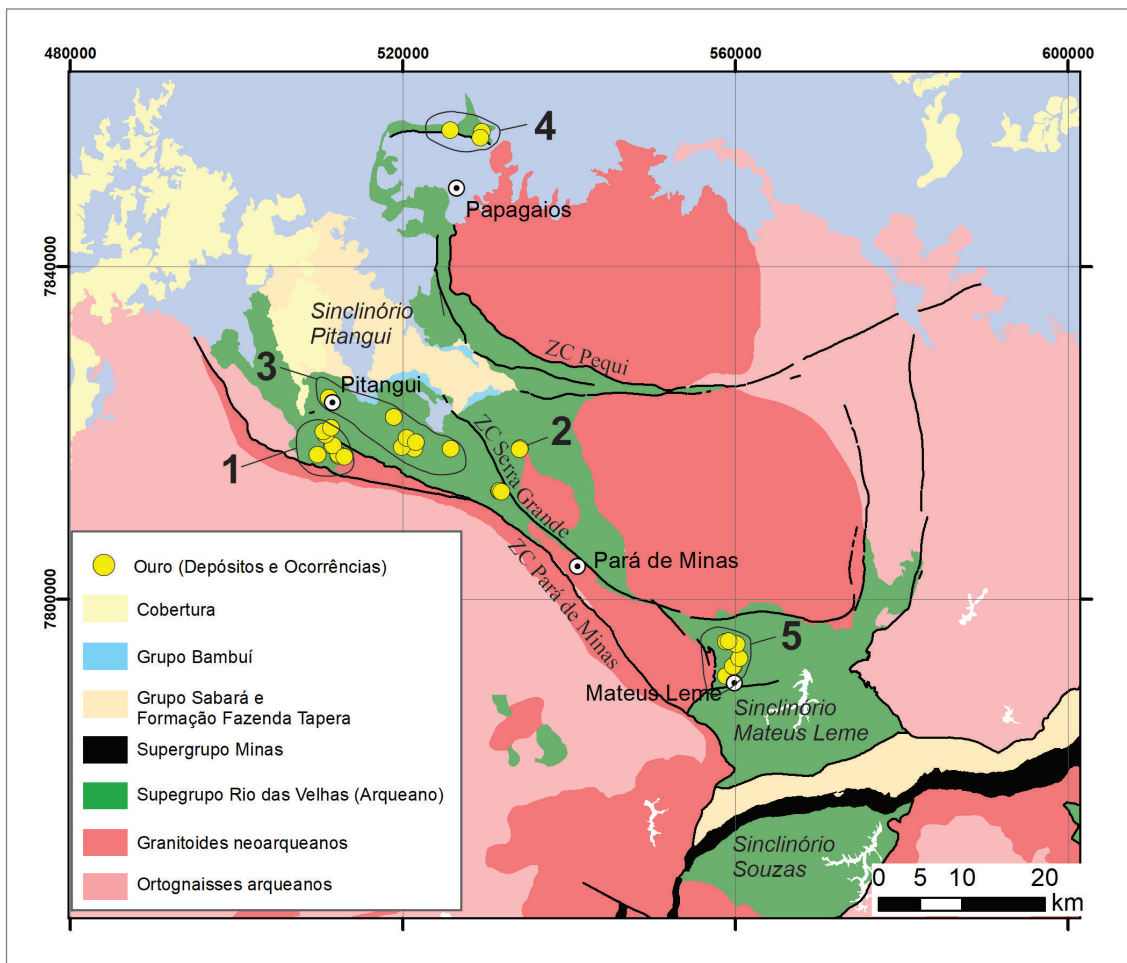 480000
520000
560000
600000
4
Papagaios
7840000
7840000
Sinclinório
Pitangui
ZC Pequi
3
Pitangui
2
1
ZC Serra Grande
Pará de Minas
ZC Pará de Minas
7800000
7800000
5
Mateus Leme
Sinclinório
Mateus Leme
Sinclinório
Souzas
Ouro (Depósitos e Ocorrências)
Cobertura
Grupo Bambuí
Grupo Sabará e
Formação Fazenda Tapera
Supergrupo Minas
Supegrupo Rio das Velhas (Arqueano)
Granitoides neoarqueanos
Ortognaisses arqueanos
0 5 10 20
km